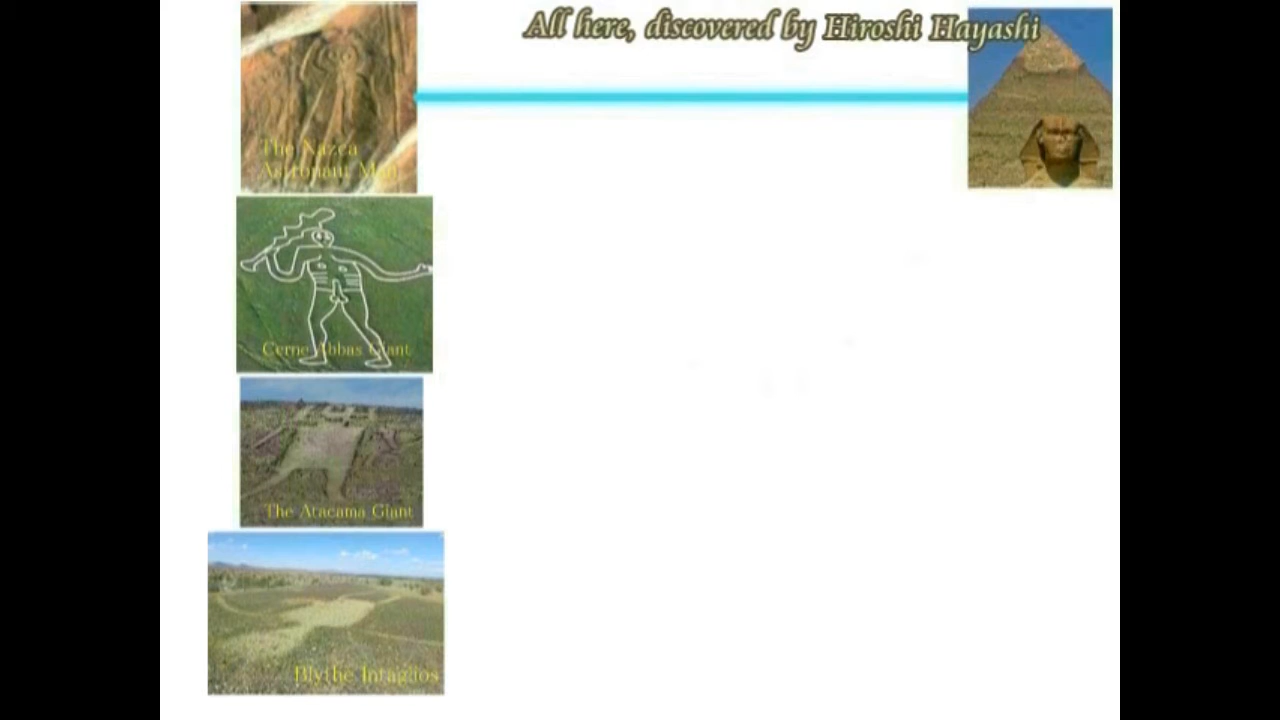 All here, discovered by Hiroshi Hayashi
The Nazca
Astronaut Man
Cerne Abbas Giant
The Atacama Giant
Blythe Intaglios